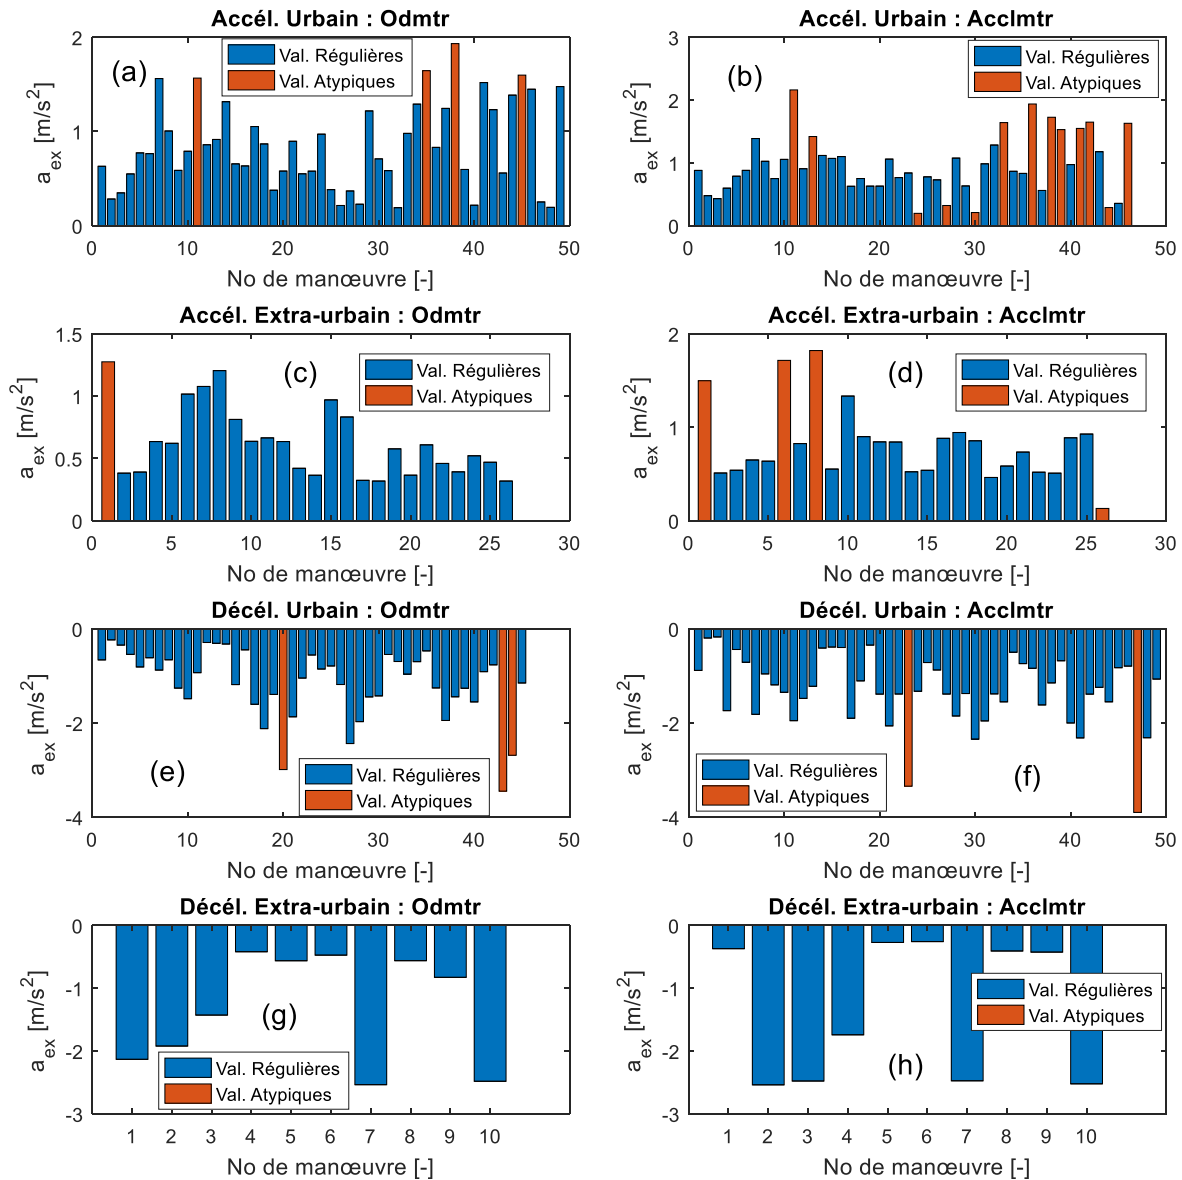 Accél. Urbain : Odmtr
(a)
Val. Régulières
Val. Atypiques
a_ex [m/s²]
2
1
0
0 10 20 30 40 50
No de manœuvre [-]
Accél. Urbain : Acclmtr
(b)
Val. Régulières
Val. Atypiques
a_ex [m/s²]
3
2
1
0
0 10 20 30 40 50
No de manœuvre [-]
Accél. Extra-urbain : Odmtr
(c)
Val. Régulières
Val. Atypiques
a_ex [m/s²]
1.5
1
0.5
0
0 5 10 15 20 25 30
No de manœuvre [-]
Accél. Extra-urbain : Acclmtr
(d)
Val. Régulières
Val. Atypiques
a_ex [m/s²]
2
1
0
0 5 10 15 20 25 30
No de manœuvre [-]
Décél. Urbain : Odmtr
(e)
Val. Régulières
Val. Atypiques
a_ex [m/s²]
0
-2
-4
0 10 20 30 40 50
No de manœuvre [-]
Décél. Urbain : Acclmtr
(f)
Val. Régulières
Val. Atypiques
a_ex [m/s²]
0
-2
-4
0 10 20 30 40 50
No de manœuvre [-]
Décél. Extra-urbain : Odmtr
(g)
Val. Régulières
Val. Atypiques
a_ex [m/s²]
0
-1
-2
-3
1 2 3 4 5 6 7 8 9 10
No de manœuvre [-]
Décél. Extra-urbain : Acclmtr
(h)
Val. Régulières
Val. Atypiques
a_ex [m/s²]
0
-1
-2
-3
1 2 3 4 5 6 7 8 9 10
No de manœuvre [-]